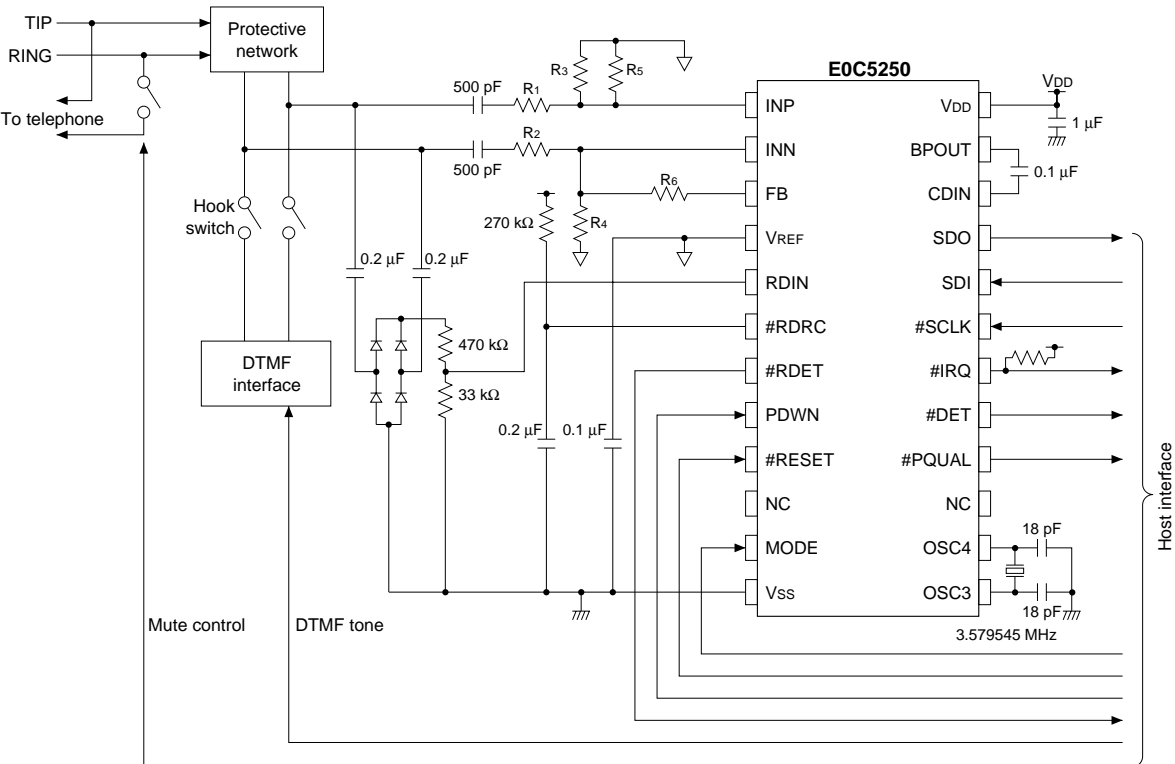 TIP
RING
Protective
network
To telephone
Hook
switch
DTMF
interface
Mute control
DTMF tone
500 pF
R1
R2
500 pF
R3
R5
R6
R4
270 kΩ
0.2 µF
0.2 µF
470 kΩ
33 kΩ
0.2 µF
0.1 µF
E0C5250
INP
INN
FB
VREF
RDIN
#RDRC
#RDET
PDWN
#RESET
NC
MODE
VSS
VDD
BPOUT
CDIN
SDO
SDI
#SCLK
#IRQ
#DET
#PQUAL
NC
OSC4
OSC3
VDD
1 µF
0.1 µF
18 pF
18 pF
3.579545 MHz
Host interface